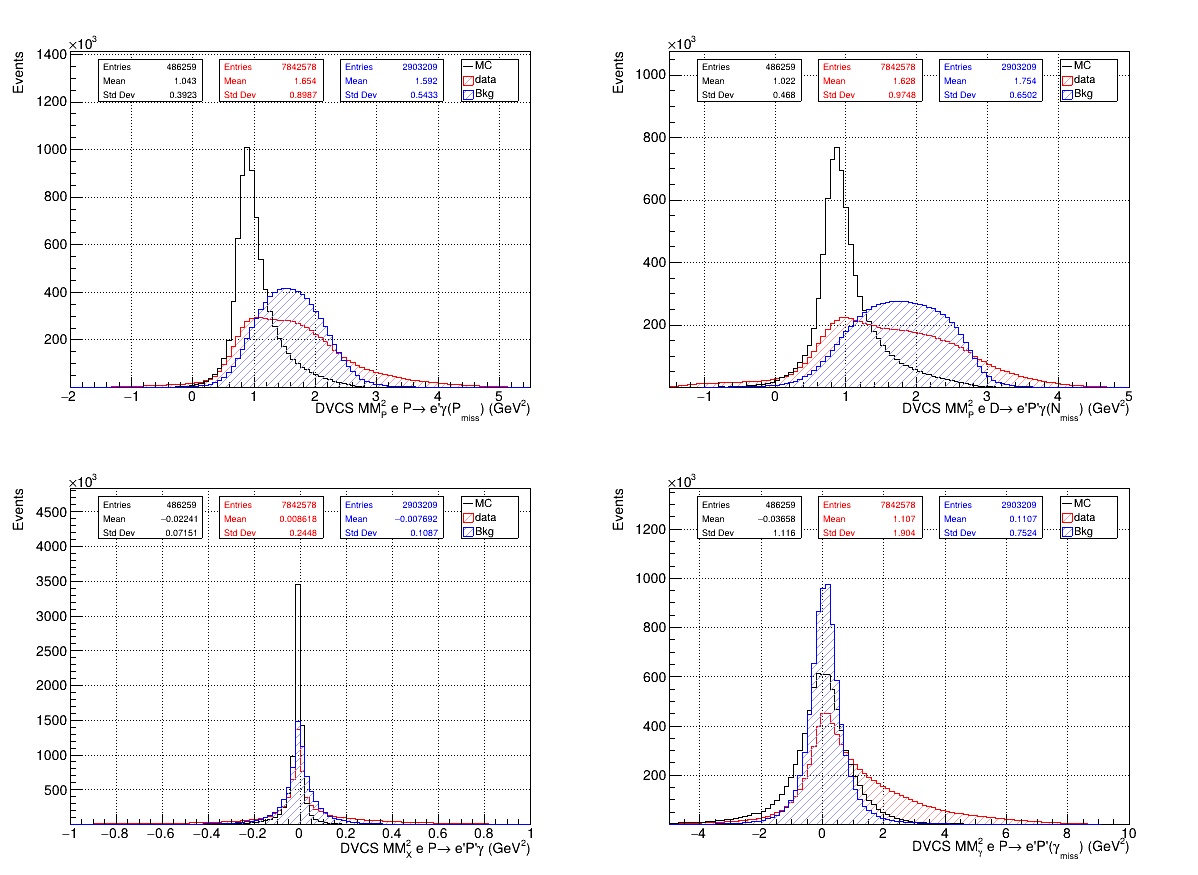 ×10³
Events
1400
1200
1000
800
600
400
200
−2 −1 0 1 2 3 4 5
Entries 486259
Mean 1.043
Std Dev 0.3923
Entries 7842578
Mean 1.654
Std Dev 0.8987
Entries 2903209
Mean 1.592
Std Dev 0.5433
MC
data
Bkg
DVCS MM²_P e P→ e'γ(P_miss) (GeV²)
×10³
Events
1000
800
600
400
200
−1 0 1 2 3 4 5
Entries 486259
Mean 1.022
Std Dev 0.468
Entries 7842578
Mean 1.628
Std Dev 0.9748
Entries 2903209
Mean 1.754
Std Dev 0.6502
MC
data
Bkg
DVCS MM²_P e D→ e'P'γ(N_miss) (GeV²)
×10³
Events
4500
4000
3500
3000
2500
2000
1500
1000
500
−1 −0.8 −0.6 −0.4 −0.2 0 0.2 0.4 0.6 0.8 1
Entries 486259
Mean −0.02241
Std Dev 0.07151
Entries 7842578
Mean 0.008618
Std Dev 0.2448
Entries 2903209
Mean −0.007692
Std Dev 0.1087
MC
data
Bkg
DVCS MM²_X e P→ e'P'γ (GeV²)
×10³
Events
1200
1000
800
600
400
200
−4 −2 0 2 4 6 8 10
Entries 486259
Mean −0.03658
Std Dev 1.116
Entries 7842578
Mean 1.107
Std Dev 1.904
Entries 2903209
Mean 0.1107
Std Dev 0.7524
MC
data
Bkg
DVCS MM²_γ e P→ e'P'(γ_miss) (GeV²)